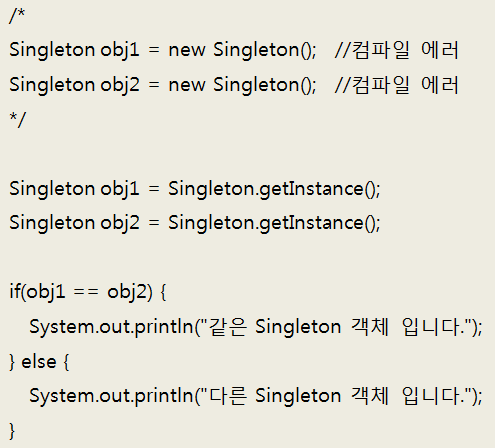 /*
Singleton obj1 = new Singleton();   //컴파일 에러
Singleton obj2 = new Singleton();   //컴파일 에러
*/

Singleton obj1 = Singleton.getInstance();
Singleton obj2 = Singleton.getInstance();

if(obj1 == obj2) {
   System.out.println("같은 Singleton 객체 입니다.");
} else {
   System.out.println("다른 Singleton 객체 입니다.");
}